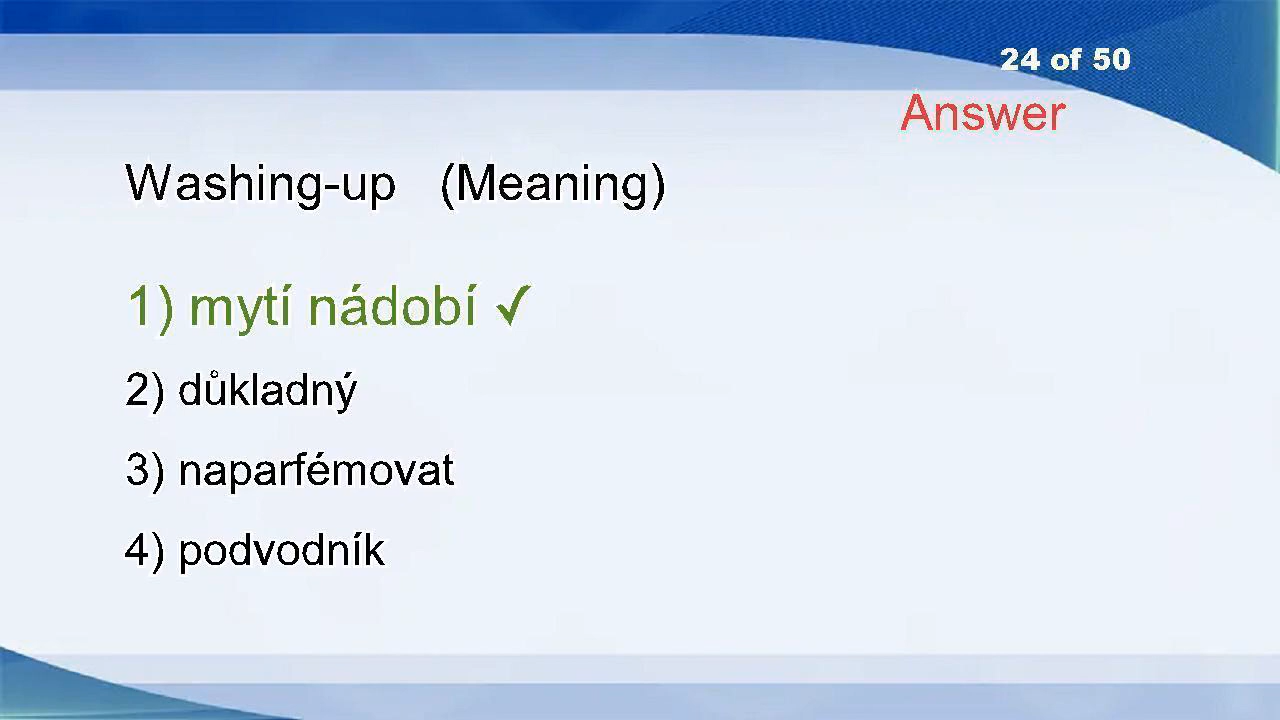 24 of 50
Answer
Washing-up (Meaning)
1) mytí nádobí ✓
2) důkladný
3) naparfémovat
4) podvodník